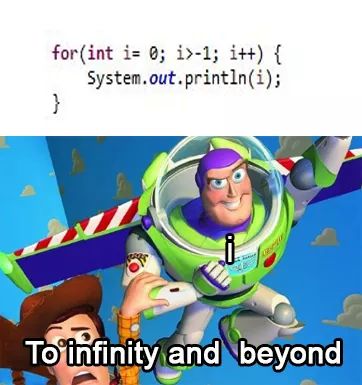 for(int i= 0; i>-1; i++) {
System.out.println(i);
}
i
To infinity and beyond